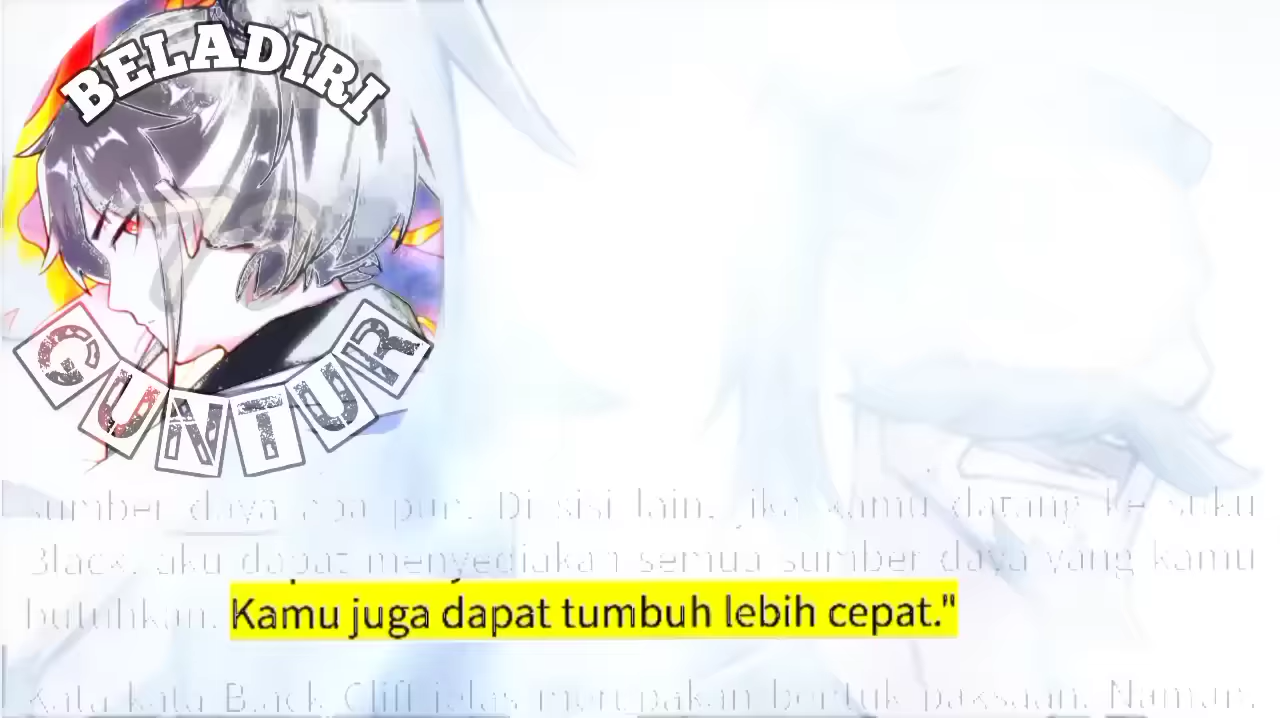 BELADIRI
GUNTUR
sumber daya apa pun. Di sisi lain, jika kamu datang ke Suku
Black, aku dapat menyediakan semua sumber daya yang kamu
butuhkan. Kamu juga dapat tumbuh lebih cepat."
Kata-kata Black Cliff jelas merupakan bentuk paksaan. Namun,